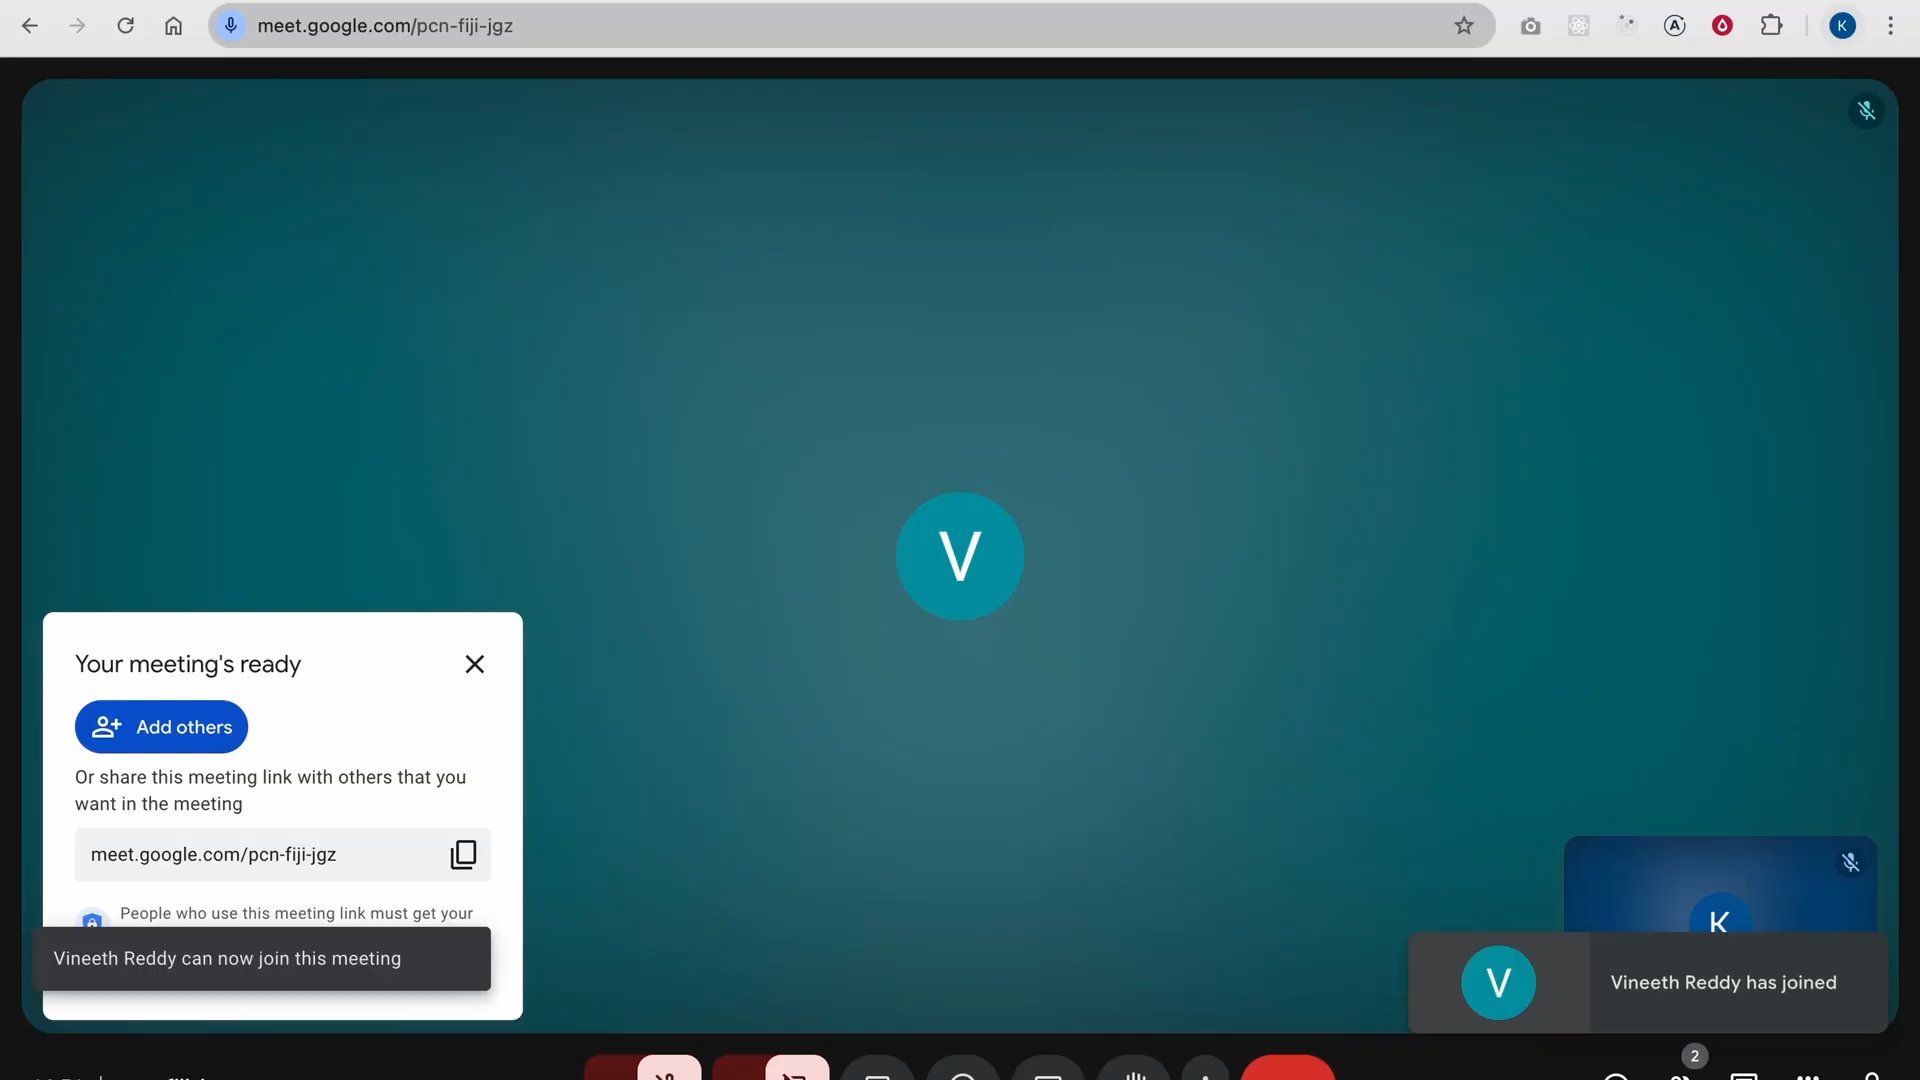 meet.google.com/pcn-fiji-jgz
K
V
Your meeting's ready
Add others
Or share this meeting link with others that you
want in the meeting
meet.google.com/pcn-fiji-jgz
People who use this meeting link must get your
Vineeth Reddy can now join this meeting
K
V
Vineeth Reddy has joined
2